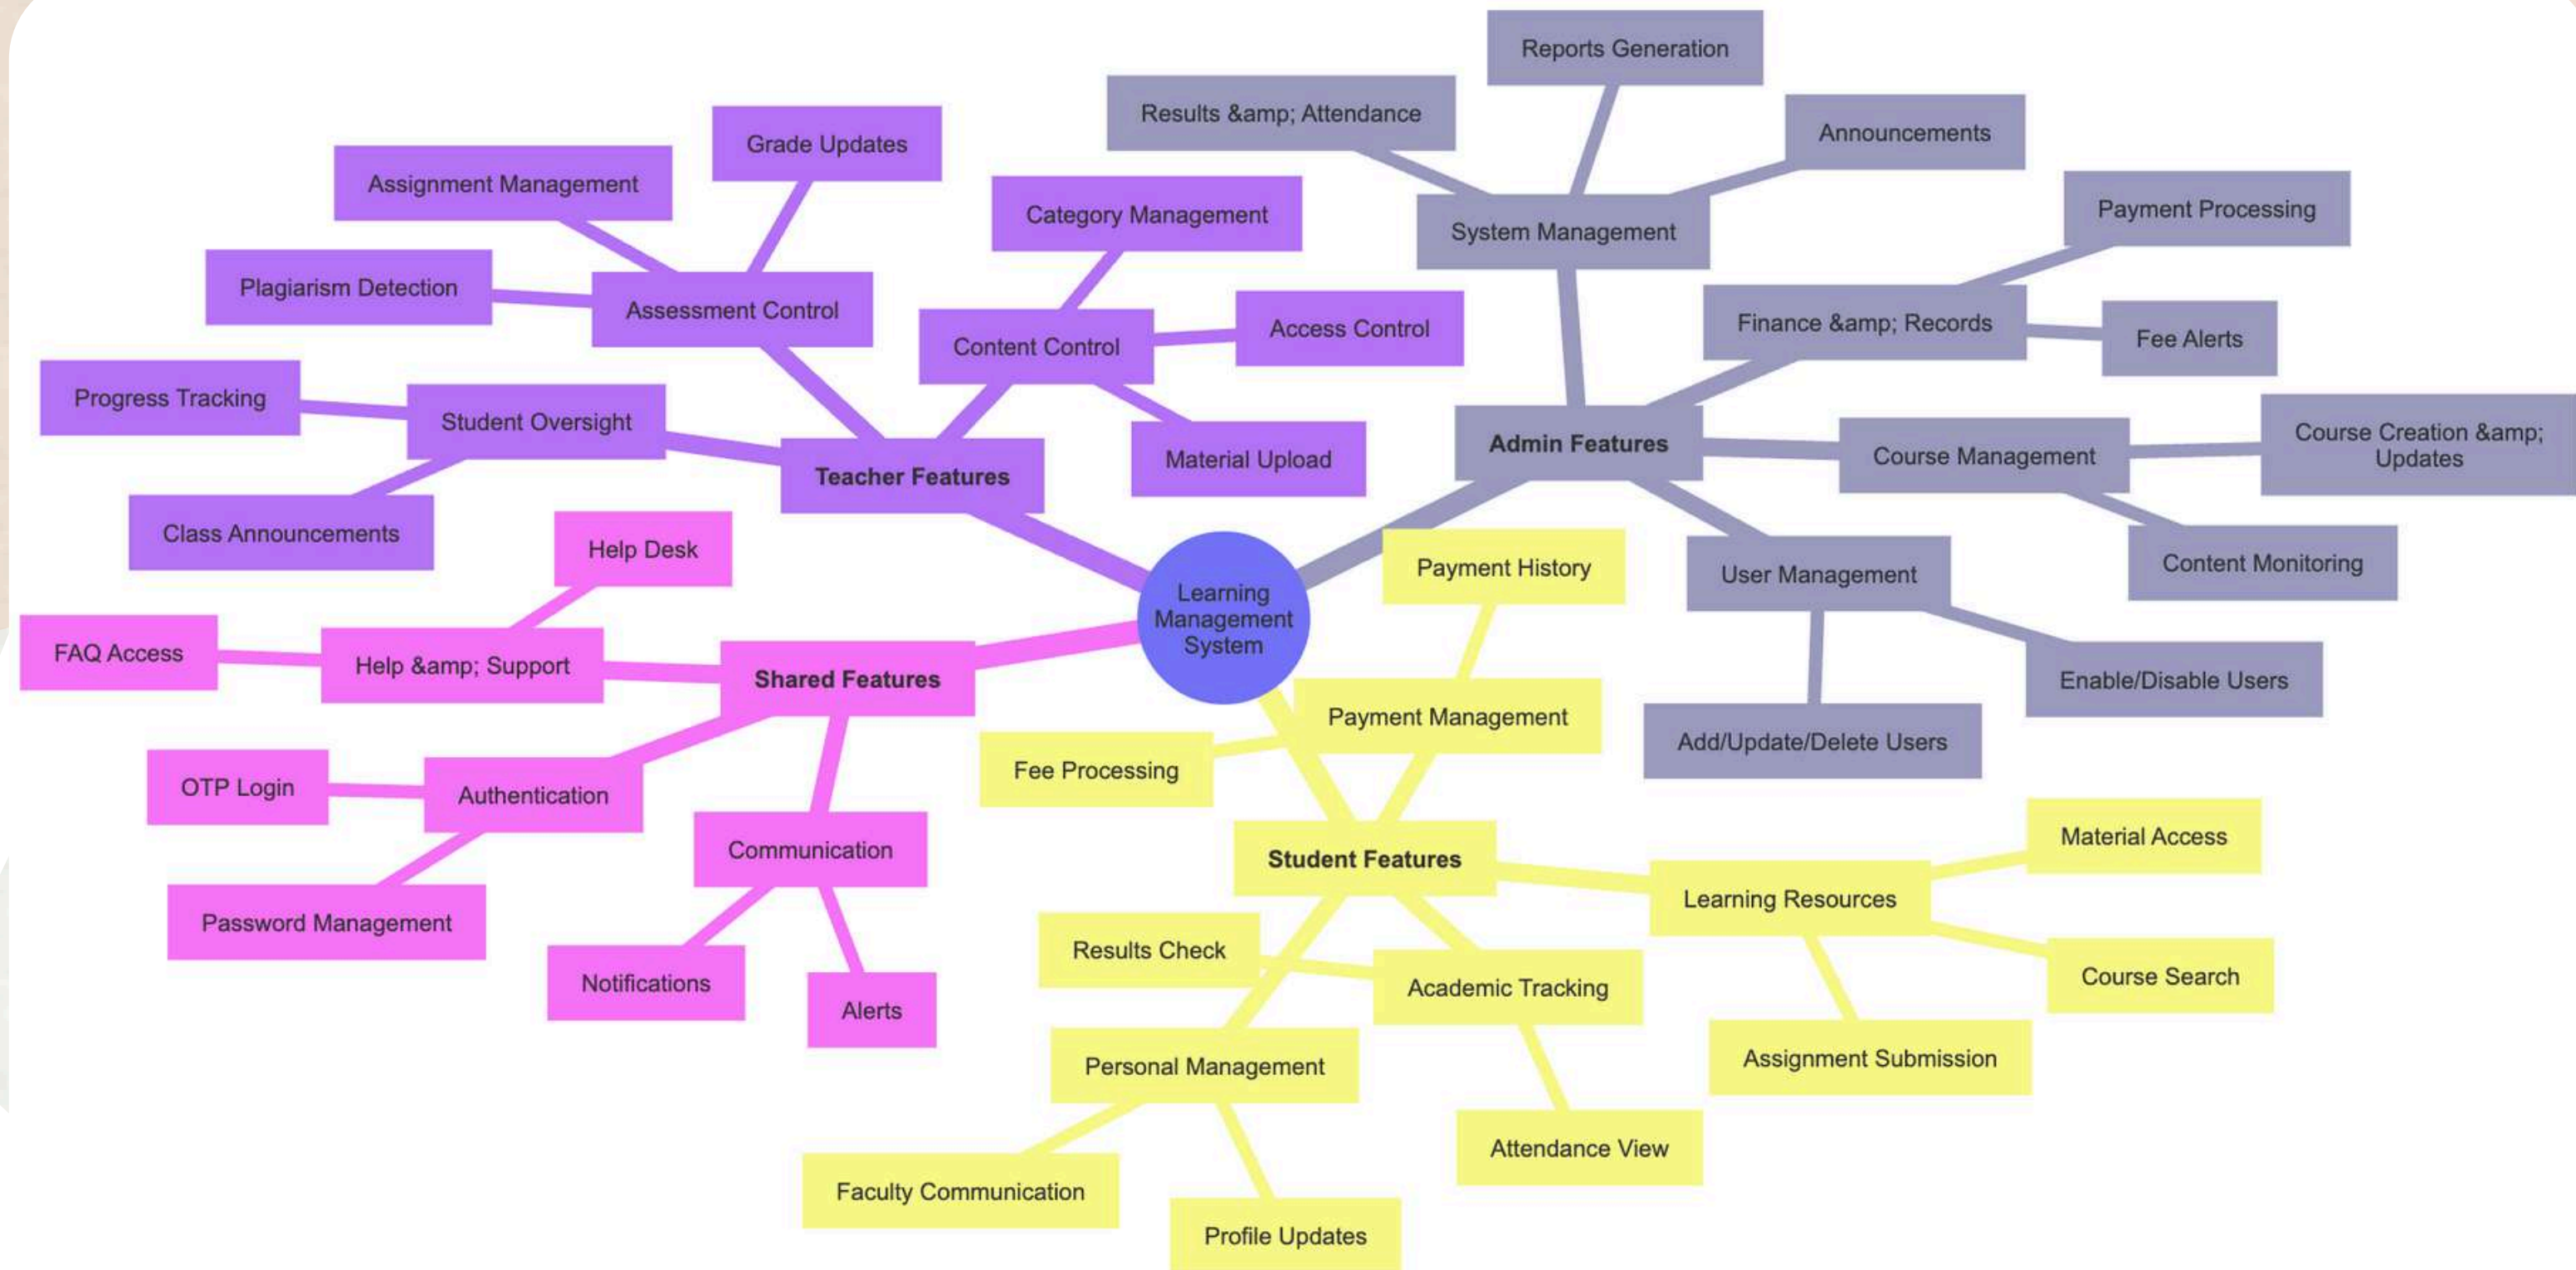 Reports Generation
Results &amp; Attendance
Announcements
Grade Updates
Assignment Management
Category Management
Payment Processing
System Management
Plagiarism Detection
Assessment Control
Content Control
Access Control
Finance &amp; Records
Fee Alerts
Progress Tracking
Student Oversight
Material Upload
Teacher Features
Admin Features
Course Management
Course Creation &amp;
Updates
Class Announcements
Help Desk
Payment History
User Management
Content Monitoring
Learning
Management
System
FAQ Access
Help &amp; Support
Shared Features
Enable/Disable Users
Payment Management
Add/Update/Delete Users
Fee Processing
OTP Login
Authentication
Communication
Student Features
Material Access
Learning Resources
Password Management
Results Check
Academic Tracking
Course Search
Notifications
Alerts
Personal Management
Assignment Submission
Attendance View
Faculty Communication
Profile Updates